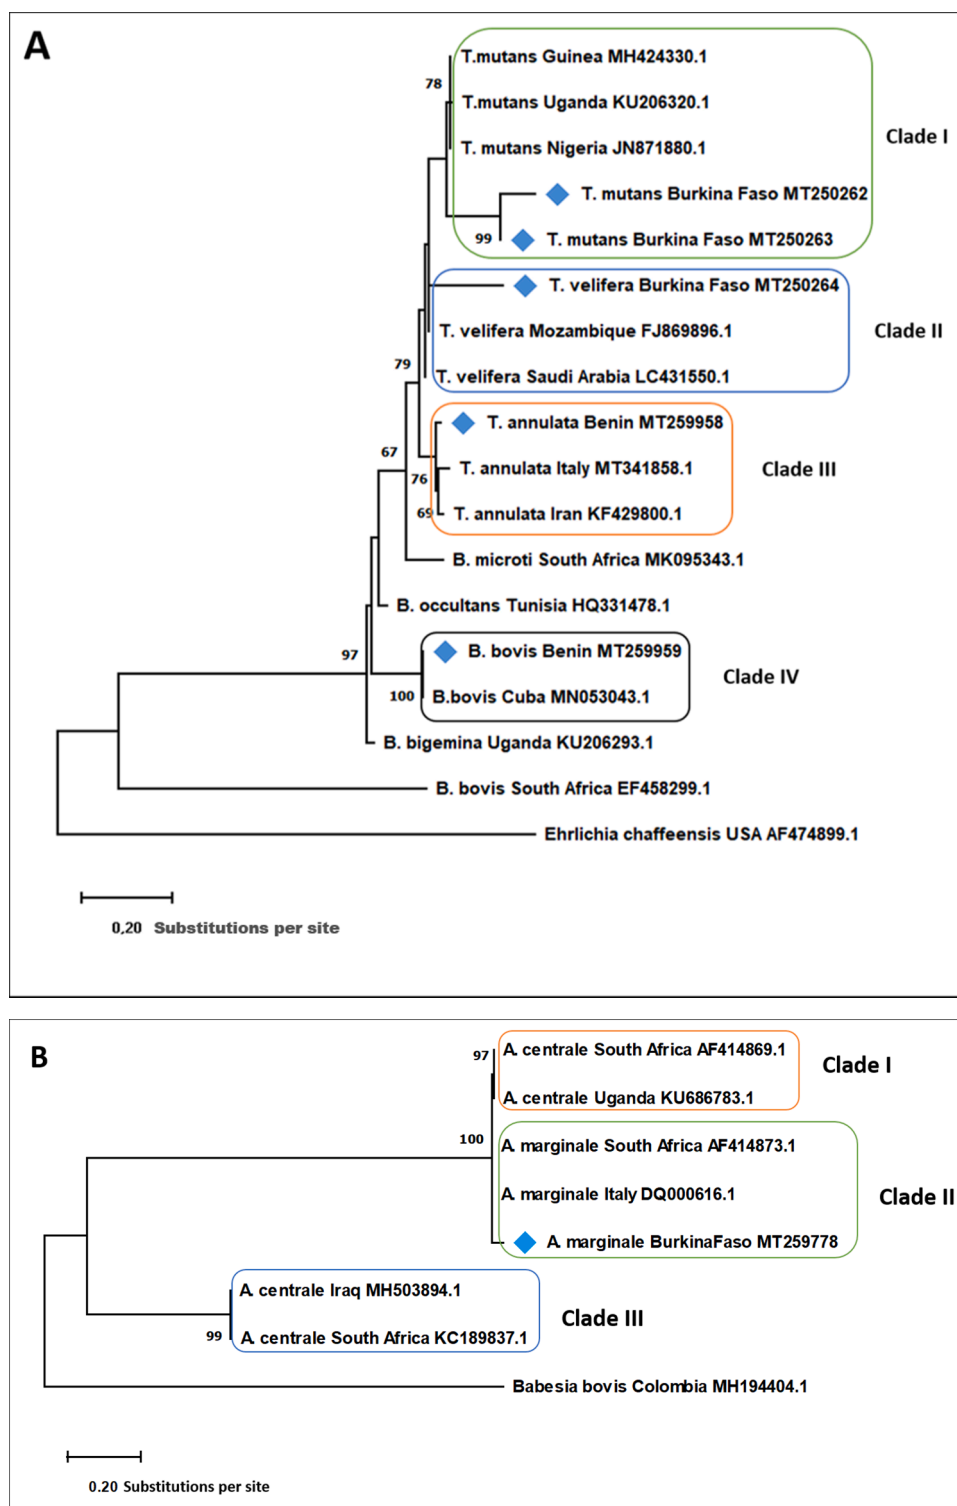 A
T.mutans Guinea MH424330.1
78
T.mutans Uganda KU206320.1
Clade I
T. mutans Nigeria JN871880.1
T. mutans Burkina Faso MT250262
99
T. mutans Burkina Faso MT250263
T. velifera Burkina Faso MT250264
T. velifera Mozambique FJ869896.1
Clade II
79
T. velifera Saudi Arabia LC431550.1
T. annulata Benin MT259958
67
T. annulata Italy MT341858.1
Clade III
76
69
T. annulata Iran KF429800.1
B. microti South Africa MK095343.1
B. occultans Tunisia HQ331478.1
97
B. bovis Benin MT259959
Clade IV
100
B.bovis Cuba MN053043.1
B. bigemina Uganda KU206293.1
B. bovis South Africa EF458299.1
Ehrlichia chaffeensis USA AF474899.1
0,20 Substitutions per site
B
97
A. centrale South Africa AF414869.1
Clade I
A. centrale Uganda KU686783.1
100
A. marginale South Africa AF414873.1
A. marginale Italy DQ000616.1
Clade II
A. marginale BurkinaFaso MT259778
A. centrale Iraq MH503894.1
Clade III
99
A. centrale South Africa KC189837.1
Babesia bovis Colombia MH194404.1
0.20 Substitutions per site